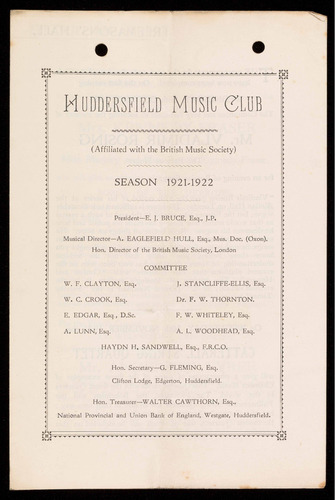 HUDDERSFIELD MUSIC CLUB
(Affiliated with the British Music Society)
SEASON 1921-1922
President—E. J. BRUCE, Esq., J.P.
Musical Director—A. EAGLEFIELD HULL, Esq., Mus. Doc. (Oxon).
Hon. Director of the British Music Society, London
COMMITTEE
W. F. CLAYTON, Esq. J. STANCLIFFE-ELLIS, Esq.
W. C. CROOK, Esq. Dr. F. W. THORNTON.
E. EDGAR, Esq., D.Sc. F. W. WHITELEY, Esq.
A. LUNN, Esq. A. L. WOODHEAD, Esq.
HAYDN H. SANDWELL, Esq., F.R.C.O.
Hon. Secretary—G. FLEMING, Esq.
Clifton Lodge, Edgerton, Huddersfield.
Hon. Treasurer—WALTER CAWTHORN, Esq.,
National Provincial and Union Bank of England, Westgate, Huddersfield.